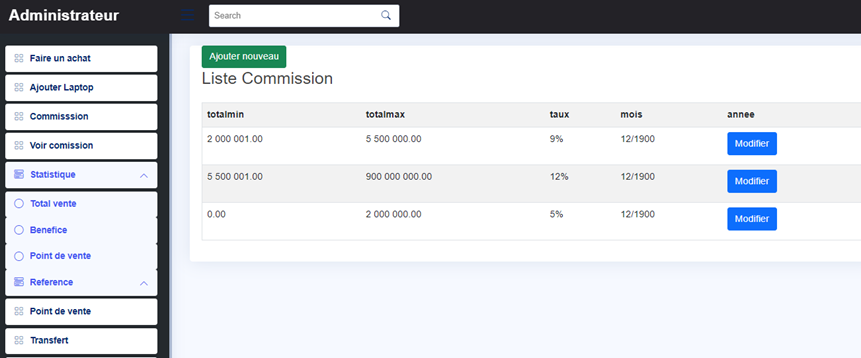 Administrateur
Search
Faire un achat
Ajouter Laptop
Commisssion
Voir comission
Statistique
Total vente
Benefice
Point de vente
Reference
Point de vente
Transfert
Ajouter nouveau
Liste Commission
totalmin totalmax taux mois annee
2 000 001.00 5 500 000.00 9% 12/1900 Modifier
5 500 001.00 900 000 000.00 12% 12/1900 Modifier
0.00 2 000 000.00 5% 12/1900 Modifier